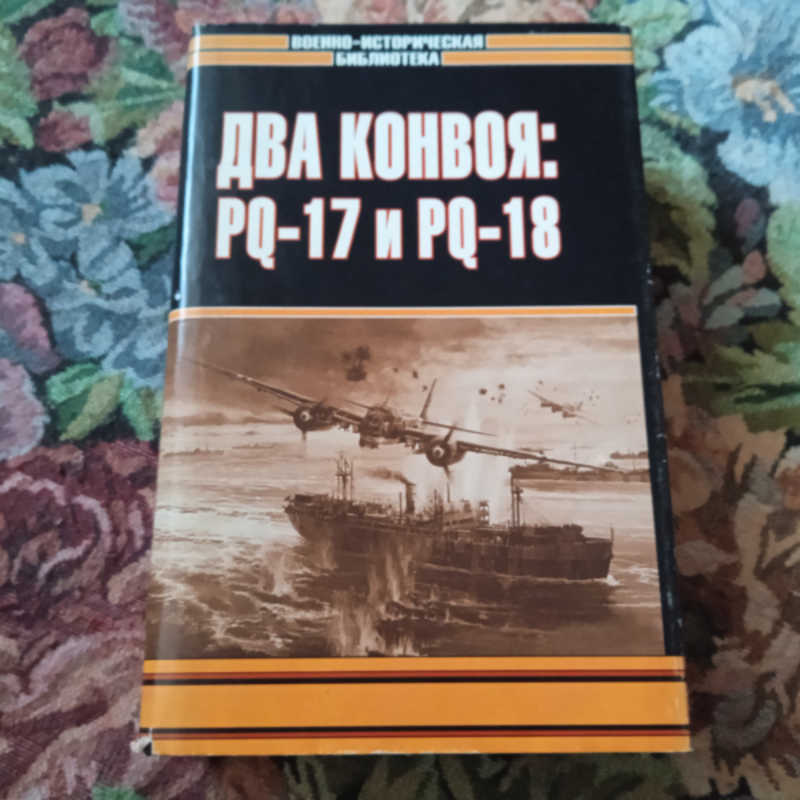 ВОЕННО-ИСТОРИЧЕСКАЯ
БИБЛИОТЕКА
ДВА КОНВОЯ:
PQ-17 и PQ-18